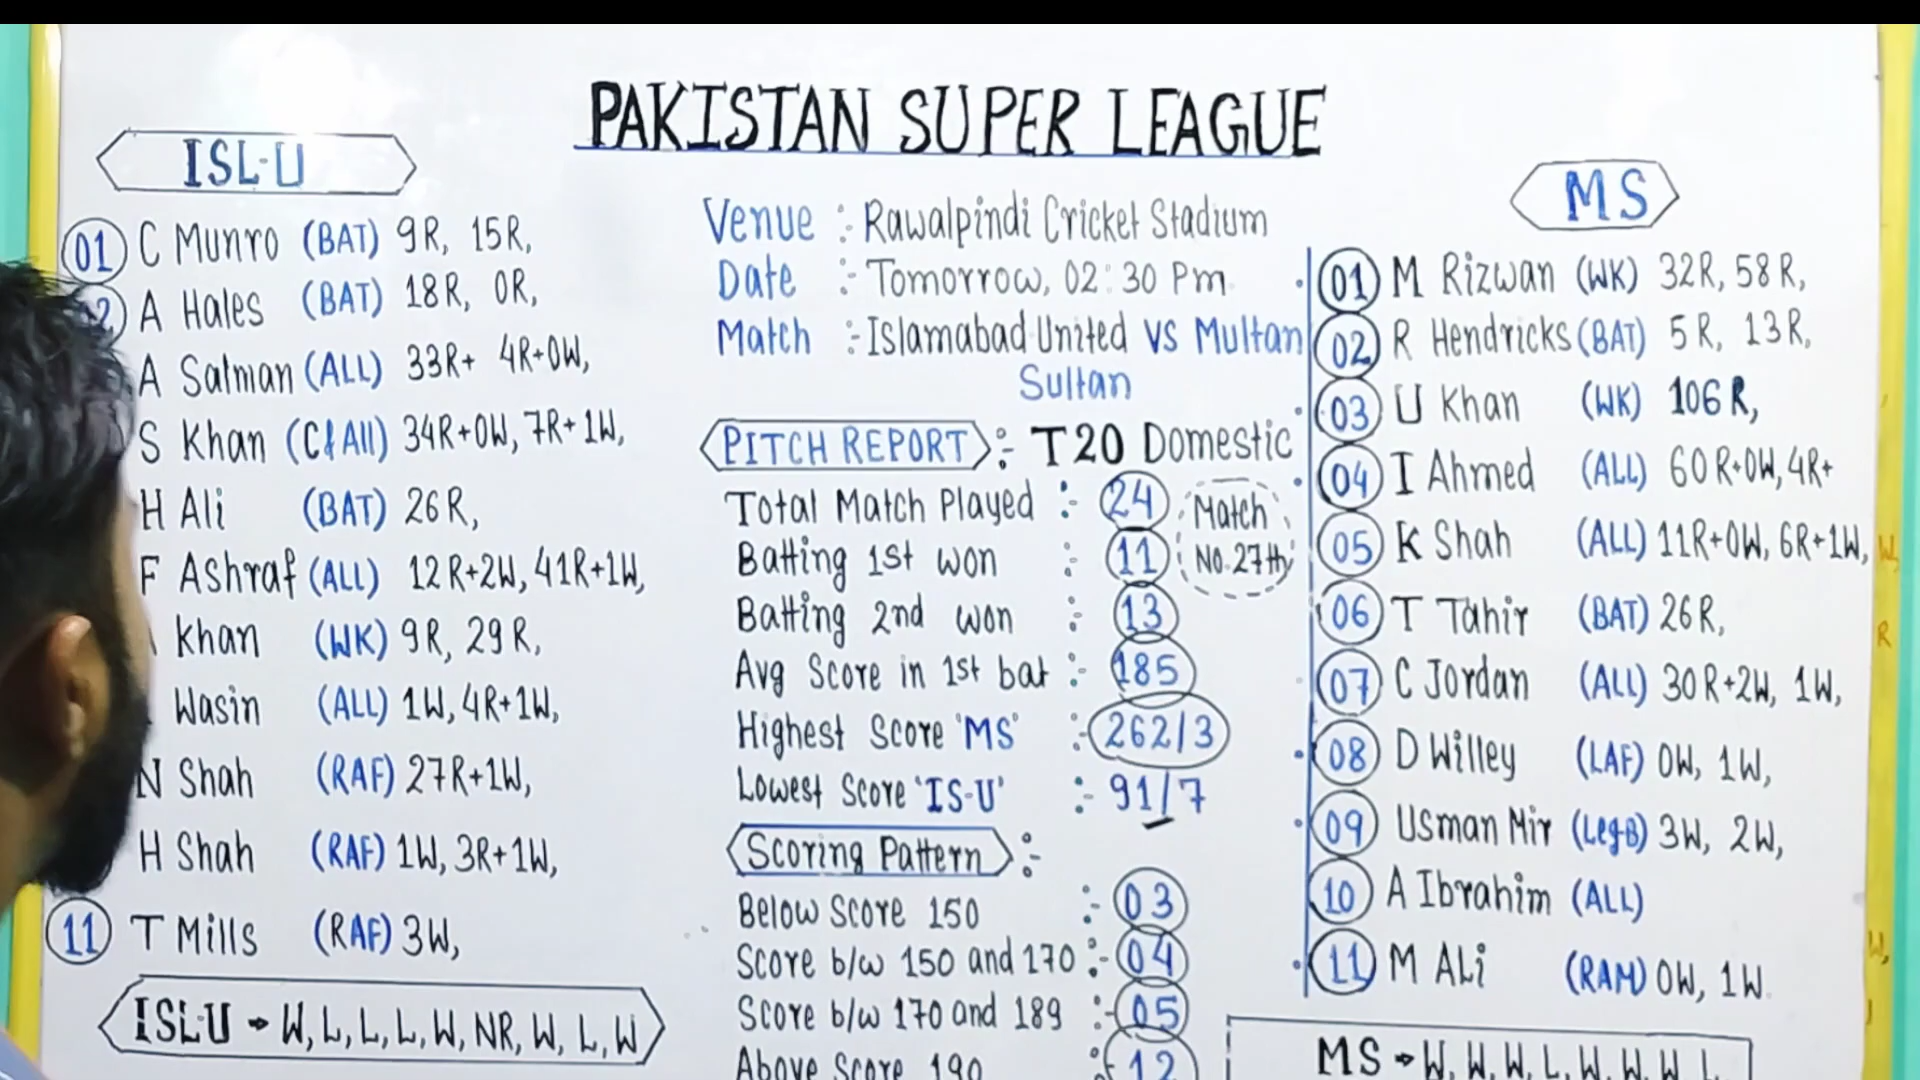 PAKISTAN SUPER LEAGUE
ISL-U
01 C Munro (BAT) 9R, 15R,
A Hales (BAT) 18R, 0R,
A Salman (ALL) 33R+ 4R+0W,
S Khan (C&All) 34R+0W, 7R+1W,
H Ali (BAT) 26R,
F Ashraf (ALL) 12R+2W, 41R+1W,
khan (WK) 9R, 29R,
Wasin (ALL) 1W, 4R+1W,
N Shah (RAF) 27R+1W,
H Shah (RAF) 1W, 3R+1W,
11 T Mills (RAF) 3W,
ISL-U → W, L, L, L, W, NR, W, L, W
Venue : Rawalpindi Cricket Stadium
Date : Tomorrow, 02:30 Pm
Match : Islamabad United VS Multan
Sultan
PITCH REPORT :- T20 Domestic
Total Match Played :- 24
Batting 1st won : 11
Batting 2nd won : 13
Match
No. 27th
Avg Score in 1st bat :- 185
Highest Score 'MS' :- 262/3
Lowest Score 'IS-U' :- 91/7
Scoring Pattern :-
Below Score 150 :- 03
Score b/w 150 and 170 :- 04
Score b/w 170 and 189 :- 05
Above Score 190 :- 12
MS
01 M Rizwan (WK) 32R, 58R,
02 R Hendricks (BAT) 5R, 13R,
03 U Khan (WK) 106R,
04 I Ahmed (ALL) 60R+0W, 4R+
05 K Shah (ALL) 11R+0W, 6R+1W,
06 T Tahir (BAT) 26R,
07 C Jordan (ALL) 30R+2W, 1W,
08 D Willey (LAF) 0W, 1W,
09 Usman Mir (Leg-B) 3W, 2W,
10 A Ibrahim (ALL)
11 M ALi (RAM) 0W, 1W
MS → W, W, W, L, W, W, W, L